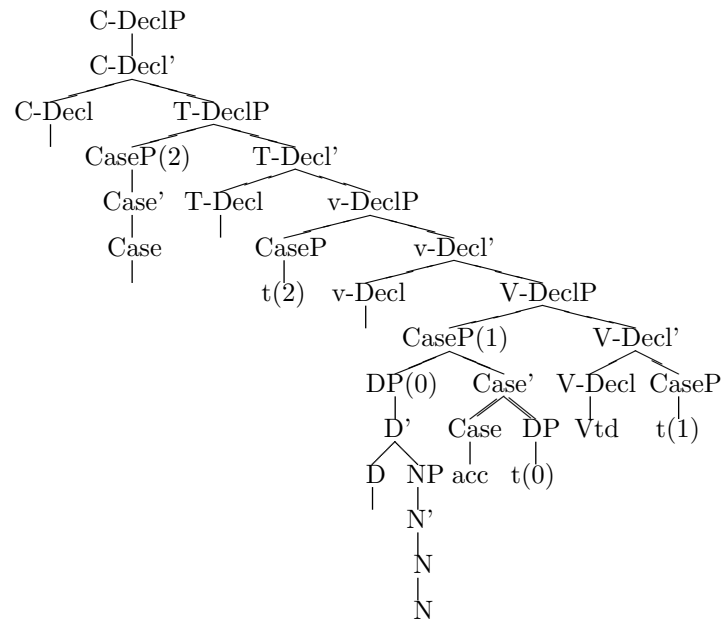 C-DeclP
C-Decl'
C-Decl T-DeclP
CaseP(2) T-Decl'
Case' T-Decl v-DeclP
Case CaseP v-Decl'
t(2) v-Decl V-DeclP
CaseP(1) V-Decl'
DP(0) Case' V-Decl CaseP
D' Case DP Vtd t(1)
D NP acc t(0)
N'
N
N